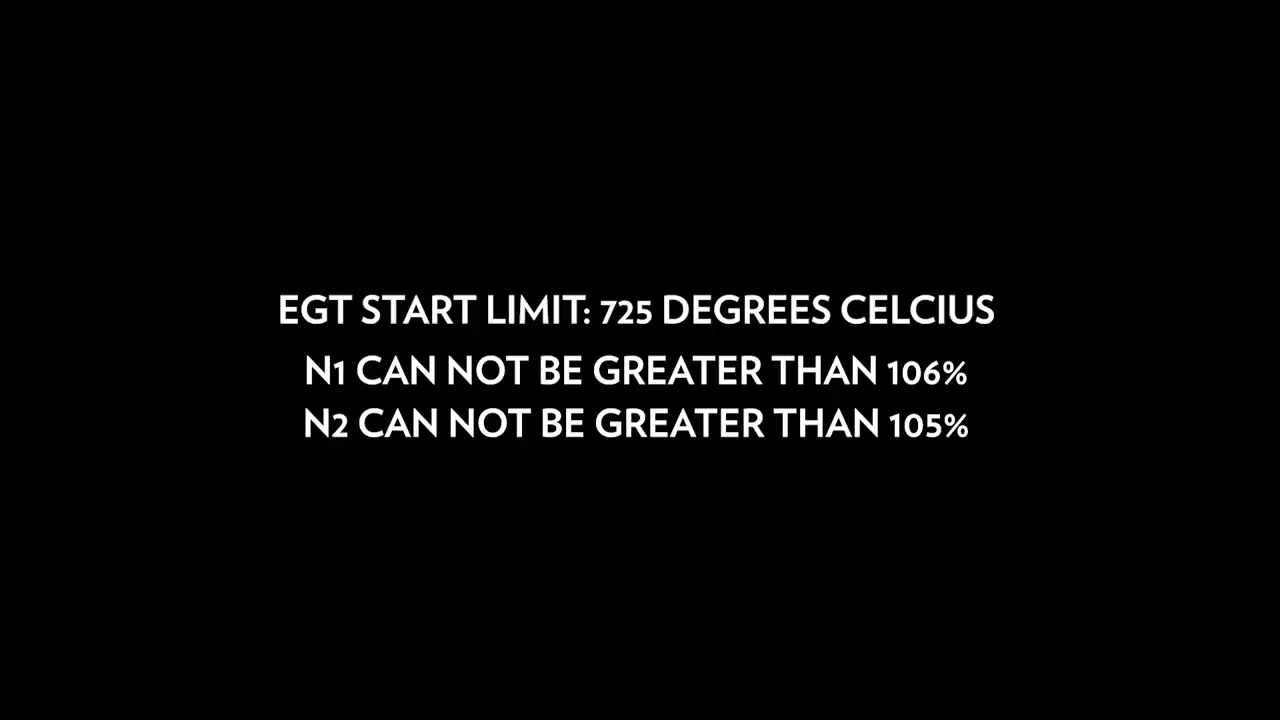 EGT START LIMIT: 725 DEGREES CELCIUS
N1 CAN NOT BE GREATER THAN 106%
N2 CAN NOT BE GREATER THAN 105%